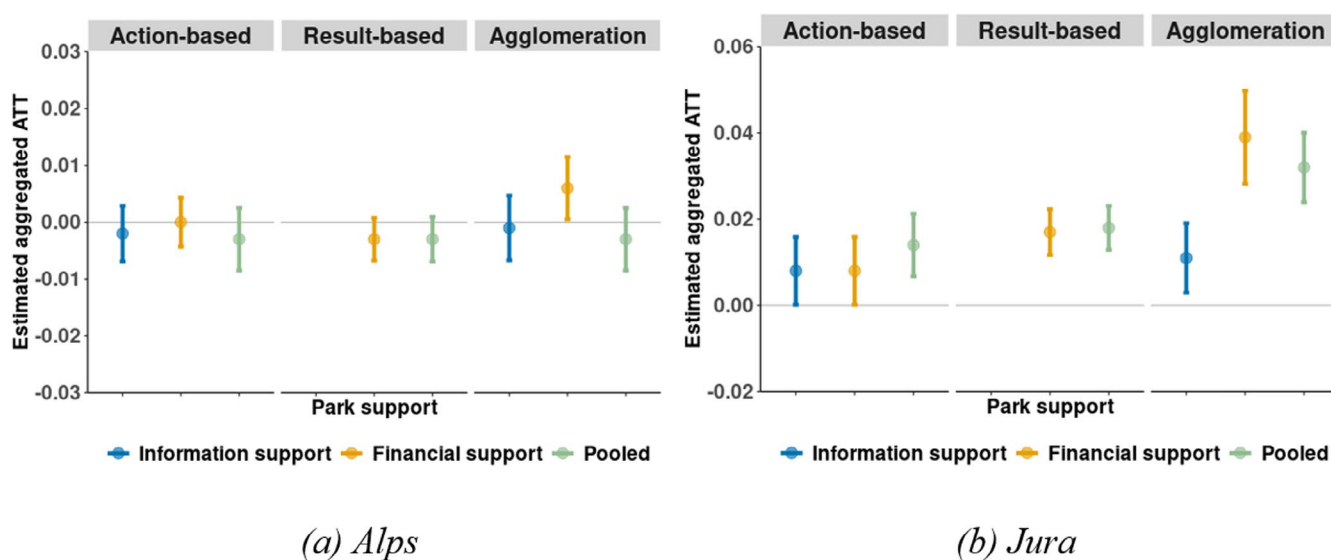 Action-based Result-based Agglomeration
Estimated aggregated ATT
0.03
0.02
0.01
0.00
-0.01
-0.02
-0.03
Park support
Information support Financial support Pooled
(a) Alps
Action-based Result-based Agglomeration
Estimated aggregated ATT
0.06
0.04
0.02
0.00
-0.02
Park support
Information support Financial support Pooled
(b) Jura